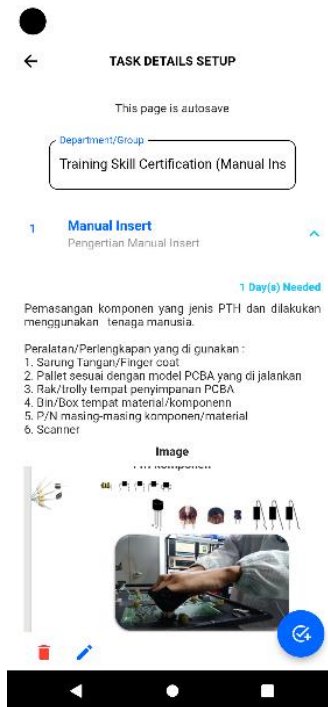 TASK DETAILS SETUP
This page is autosave
Department/Group
Training Skill Certification (Manual Ins
1
Manual Insert
Pengertian Manual Insert
1 Day(s) Needed
Pemasangan komponen yang jenis PTH dan dilakukan
menggunakan tenaga manusia.
Peralatan/Perlengkapan yang di gunakan :
1. Sarung Tangan/Finger coat
2. Pallet sesuai dengan model PCBA yang di jalankan
3. Rak/trolly tempat penyimpanan PCBA
4. Bin/Box tempat material/komponenn
5. P/N masing-masing komponen/material
6. Scanner
Image